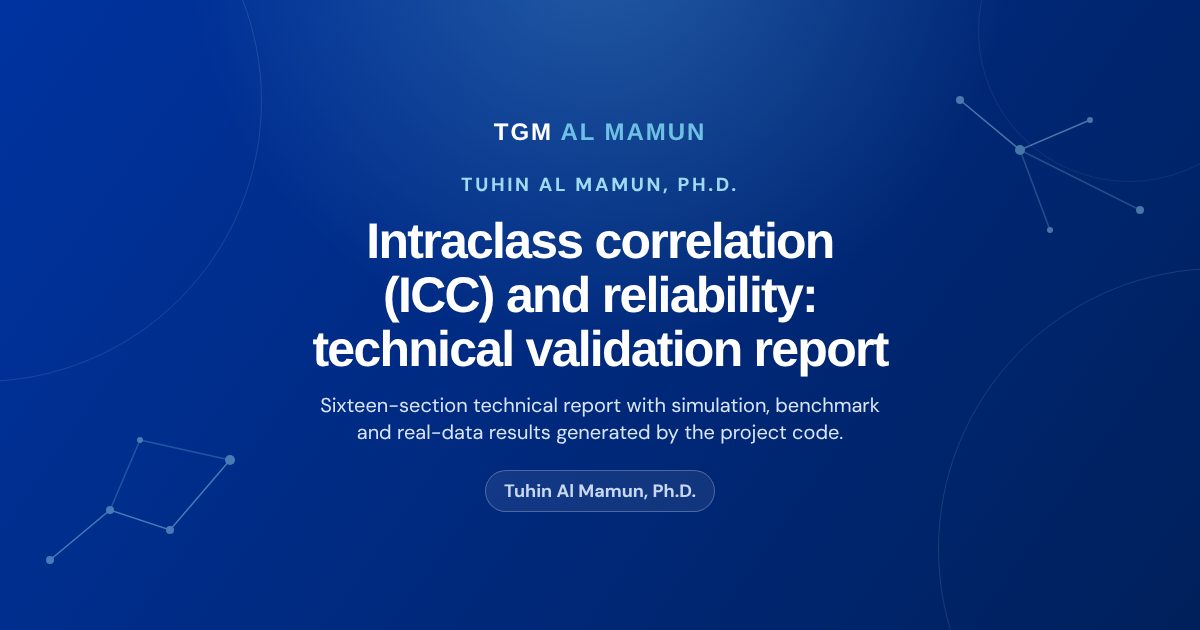 TGM AL MAMUN
TUHIN AL MAMUN, PH.D.
Intraclass correlation
(ICC) and reliability:
technical validation report
Sixteen-section technical report with simulation, benchmark
and real-data results generated by the project code.
Tuhin Al Mamun, Ph.D.